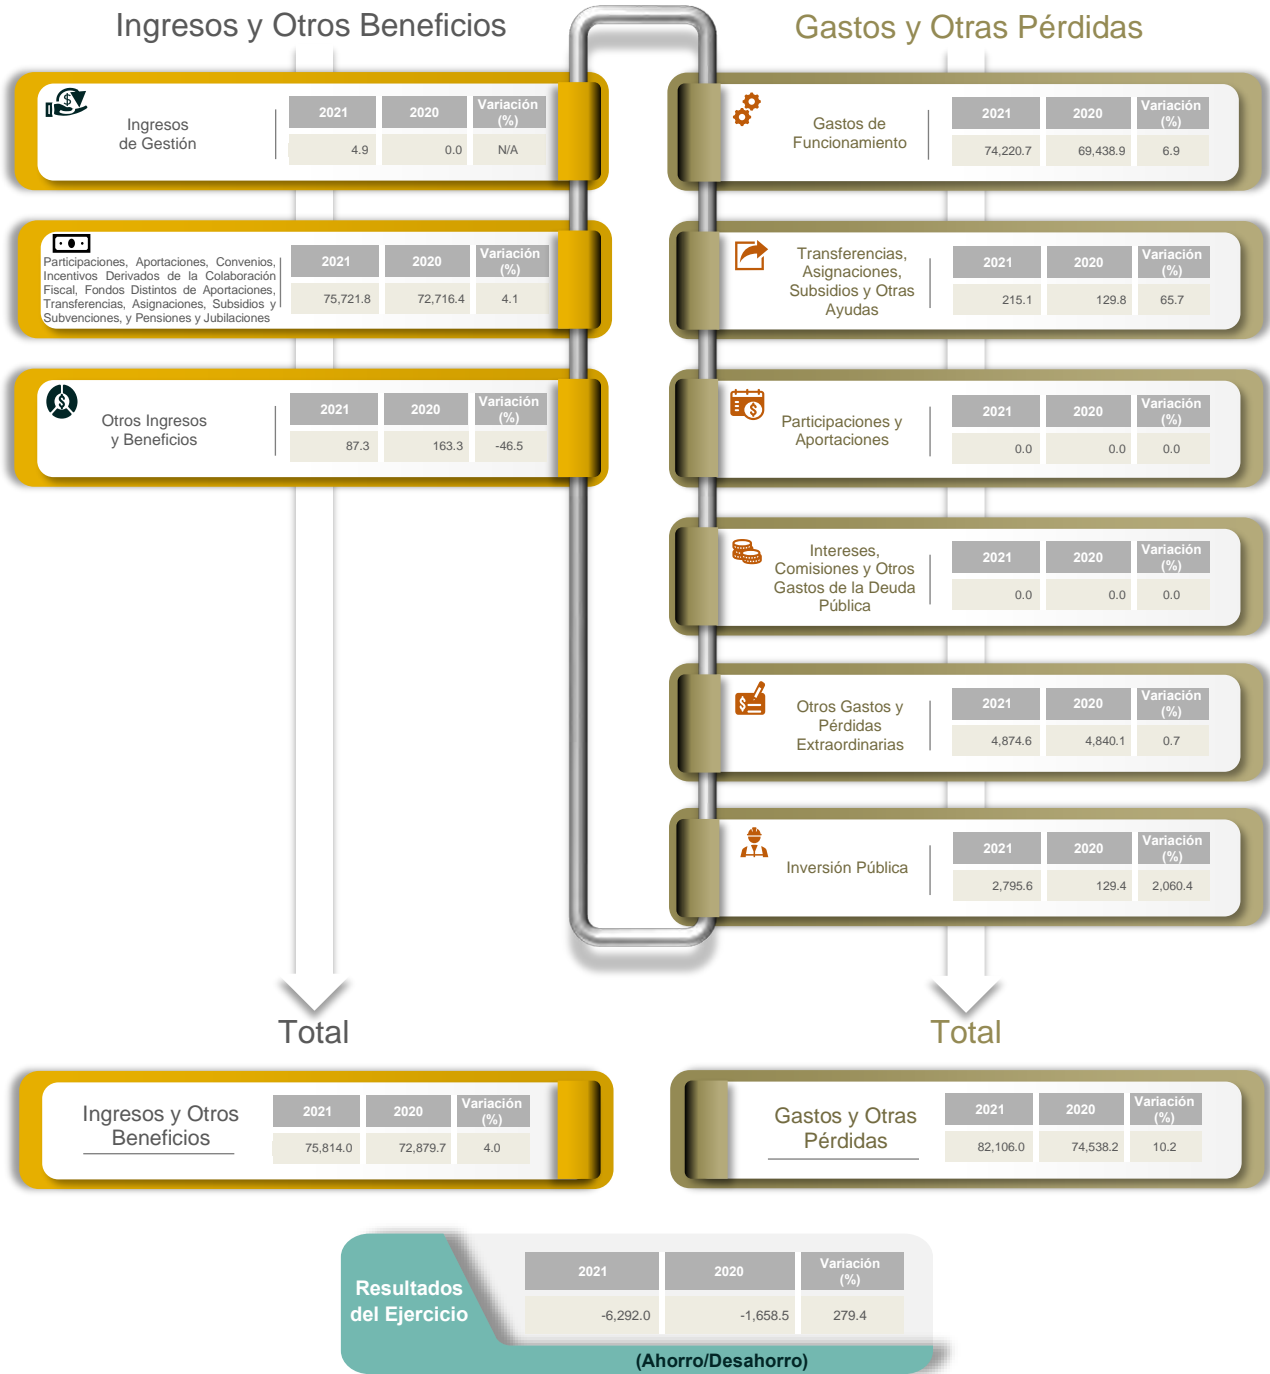 Ingresos y Otros Beneficios
2021 2020 Variación (%)
Ingresos
de Gestión
4.9 0.0 N/A
Participaciones, Aportaciones, Convenios,
Incentivos Derivados de la Colaboración
Fiscal, Fondos Distintos de Aportaciones,
Transferencias, Asignaciones, Subsidios y
Subvenciones, y Pensiones y Jubilaciones
2021 2020 Variación (%)
75,721.8 72,716.4 4.1
Otros Ingresos
y Beneficios
2021 2020 Variación (%)
87.3 163.3 -46.5
Gastos y Otras Pérdidas
Gastos de
Funcionamiento
2021 2020 Variación (%)
74,220.7 69,438.9 6.9
Transferencias,
Asignaciones,
Subsidios y Otras
Ayudas
2021 2020 Variación (%)
215.1 129.8 65.7
Participaciones y
Aportaciones
2021 2020 Variación (%)
0.0 0.0 0.0
Intereses,
Comisiones y Otros
Gastos de la Deuda
Pública
2021 2020 Variación (%)
0.0 0.0 0.0
Otros Gastos y
Pérdidas
Extraordinarias
2021 2020 Variación (%)
4,874.6 4,840.1 0.7
Inversión Pública
2021 2020 Variación (%)
2,795.6 129.4 2,060.4
Total
Ingresos y Otros
Beneficios
2021 2020 Variación (%)
75,814.0 72,879.7 4.0
Total
Gastos y Otras
Pérdidas
2021 2020 Variación (%)
82,106.0 74,538.2 10.2
Resultados
del Ejercicio
2021 2020 Variación (%)
-6,292.0 -1,658.5 279.4
(Ahorro/Desahorro)